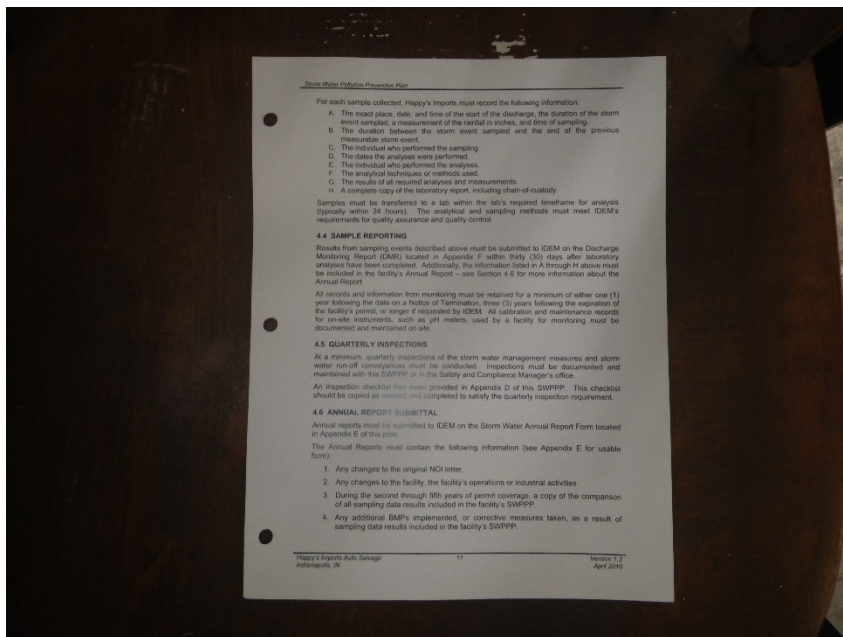 Storm Water Pollution Prevention Plan
For each sample collected, Happy's Imports must record the following information:
A. The exact place, date, and time of the start of the discharge, the duration of the storm
event sampled, a measurement of the rainfall in inches, and time of sampling.
B. The duration between the storm event sampled and the end of the previous
measurable storm event.
C. The individual who performed the sampling.
D. The dates the analyses were performed.
E. The individual who performed the analyses.
F. The analytical techniques or methods used.
G. The results of all required analyses and measurements.
H. A complete copy of the laboratory report, including chain-of-custody.
Samples must be transferred to a lab within the lab's required timeframe for analysis
(typically within 24 hours). The analytical and sampling methods must meet IDEM's
requirements for quality assurance and quality control.
4.4 SAMPLE REPORTING
Results from sampling events described above must be submitted to IDEM on the Discharge
Monitoring Report (DMR) located in Appendix F within thirty (30) days after laboratory
analyses have been completed. Additionally, the information listed in A through H above must
be included in the facility's Annual Report – see Section 4.6 for more information about the
Annual Report.
All records and information from monitoring must be retained for a minimum of either one (1)
year following the date on a Notice of Termination, three (3) years following the expiration of
the facility's permit, or longer if requested by IDEM. All calibration and maintenance records
for on-site instruments, such as pH meters, used by a facility for monitoring must be
documented and maintained on site.
4.5 QUARTERLY INSPECTIONS
At a minimum, quarterly inspections of the storm water management measures and storm
water run-off conveyances must be conducted. Inspections must be documented and
maintained with this SWPPP or in the Safety and Compliance Manager's office.
An inspection checklist has been provided in Appendix D of this SWPPP. This checklist
should be copied as needed and completed to satisfy the quarterly inspection requirement.
4.6 ANNUAL REPORT SUBMITTAL
Annual reports must be submitted to IDEM on the Storm Water Annual Report Form located
in Appendix E of this plan.
The Annual Reports must contain the following information (see Appendix E for usable
form):
1. Any changes to the original NOI letter.
2. Any changes to the facility, the facility's operations or industrial activities.
3. During the second through fifth years of permit coverage, a copy of the comparison
of all sampling data results included in the facility's SWPPP.
4. Any additional BMPs implemented, or corrective measures taken, as a result of
sampling data results included in the facility's SWPPP.
Happy's Imports Auto Salvage 11 Version 1.2
Indianapolis, IN April 2010